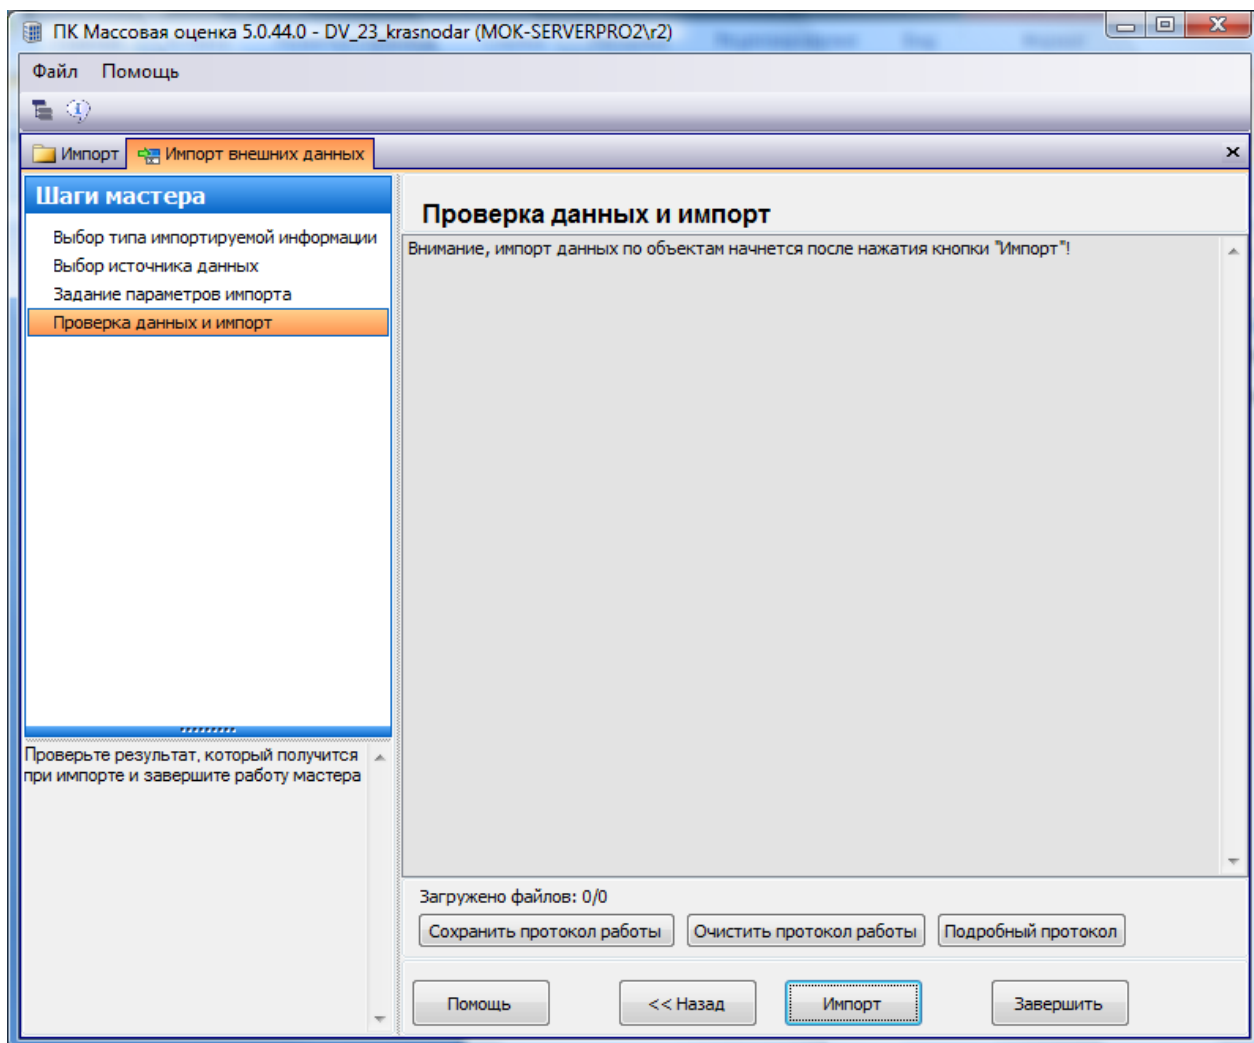 ПК Массовая оценка 5.0.44.0 - DV_23_krasnodar (MOK-SERVERPRO2\r2)
Файл Помощь
Импорт Импорт внешних данных
Шаги мастера
Выбор типа импортируемой информации
Выбор источника данных
Задание параметров импорта
Проверка данных и импорт
Проверьте результат, который получится
при импорте и завершите работу мастера
Проверка данных и импорт
Внимание, импорт данных по объектам начнется после нажатия кнопки "Импорт"!
Загружено файлов: 0/0
Сохранить протокол работы Очистить протокол работы Подробный протокол
Помощь << Назад Импорт Завершить